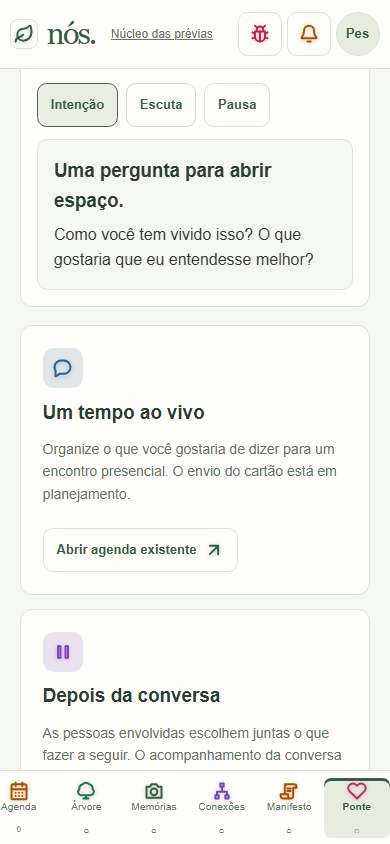 nós. Núcleo das prévias Pes
Intenção Escuta Pausa
Uma pergunta para abrir
espaço.
Como você tem vivido isso? O que
gostaria que eu entendesse melhor?
Um tempo ao vivo
Organize o que você gostaria de dizer para um
encontro presencial. O envio do cartão está em
planejamento.
Abrir agenda existente
Depois da conversa
As pessoas envolvidas escolhem juntas o que
fazer a seguir. O acompanhamento da conversa
Agenda Árvore Memórias Conexões Manifesto Ponte